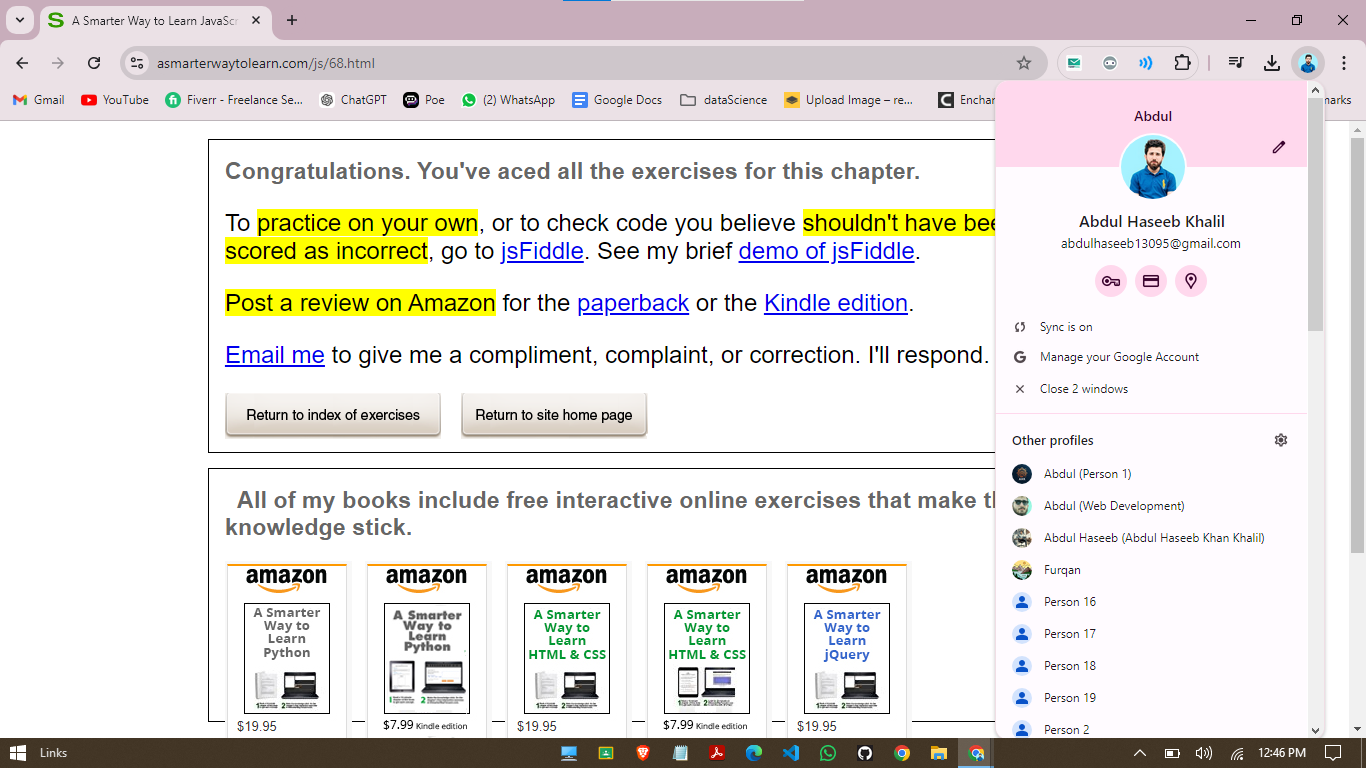 A Smarter Way to Learn JavaScr
asmarterwaytolearn.com/js/68.html
Gmail
YouTube
Fiverr - Freelance Se...
ChatGPT
Poe
(2) WhatsApp
Google Docs
dataScience
Upload Image – re...
Enchan
marks
Congratulations. You've aced all the exercises for this chapter.
To practice on your own, or to check code you believe shouldn't have bee
scored as incorrect, go to jsFiddle. See my brief demo of jsFiddle.
Post a review on Amazon for the paperback or the Kindle edition.
Email me to give me a compliment, complaint, or correction. I'll respond.
Return to index of exercises
Return to site home page
All of my books include free interactive online exercises that make th
knowledge stick.
amazon
A Smarter
Way to
Learn
Python
$19.95
amazon
A Smarter
Way to
Learn
Python
$7.99 Kindle edition
amazon
A Smarter
Way to
Learn
HTML & CSS
$19.95
amazon
A Smarter
Way to
Learn
HTML & CSS
$7.99 Kindle edition
amazon
A Smarter
Way to
Learn
jQuery
$19.95
Abdul
Abdul Haseeb Khalil
abdulhaseeb13095@gmail.com
Sync is on
Manage your Google Account
Close 2 windows
Other profiles
Abdul (Person 1)
Abdul (Web Development)
Abdul Haseeb (Abdul Haseeb Khan Khalil)
Furqan
Person 16
Person 17
Person 18
Person 19
Person 2
Links
12:46 PM